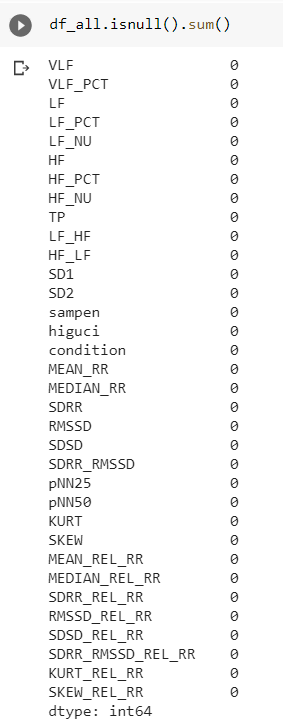 df_all.isnull().sum()
VLF 0
VLF_PCT 0
LF 0
LF_PCT 0
LF_NU 0
HF 0
HF_PCT 0
HF_NU 0
TP 0
LF_HF 0
HF_LF 0
SD1 0
SD2 0
sampen 0
higuci 0
condition 0
MEAN_RR 0
MEDIAN_RR 0
SDRR 0
RMSSD 0
SDSD 0
SDRR_RMSSD 0
pNN25 0
pNN50 0
KURT 0
SKEW 0
MEAN_REL_RR 0
MEDIAN_REL_RR 0
SDRR_REL_RR 0
RMSSD_REL_RR 0
SDSD_REL_RR 0
SDRR_RMSSD_REL_RR 0
KURT_REL_RR 0
SKEW_REL_RR 0
dtype: int64